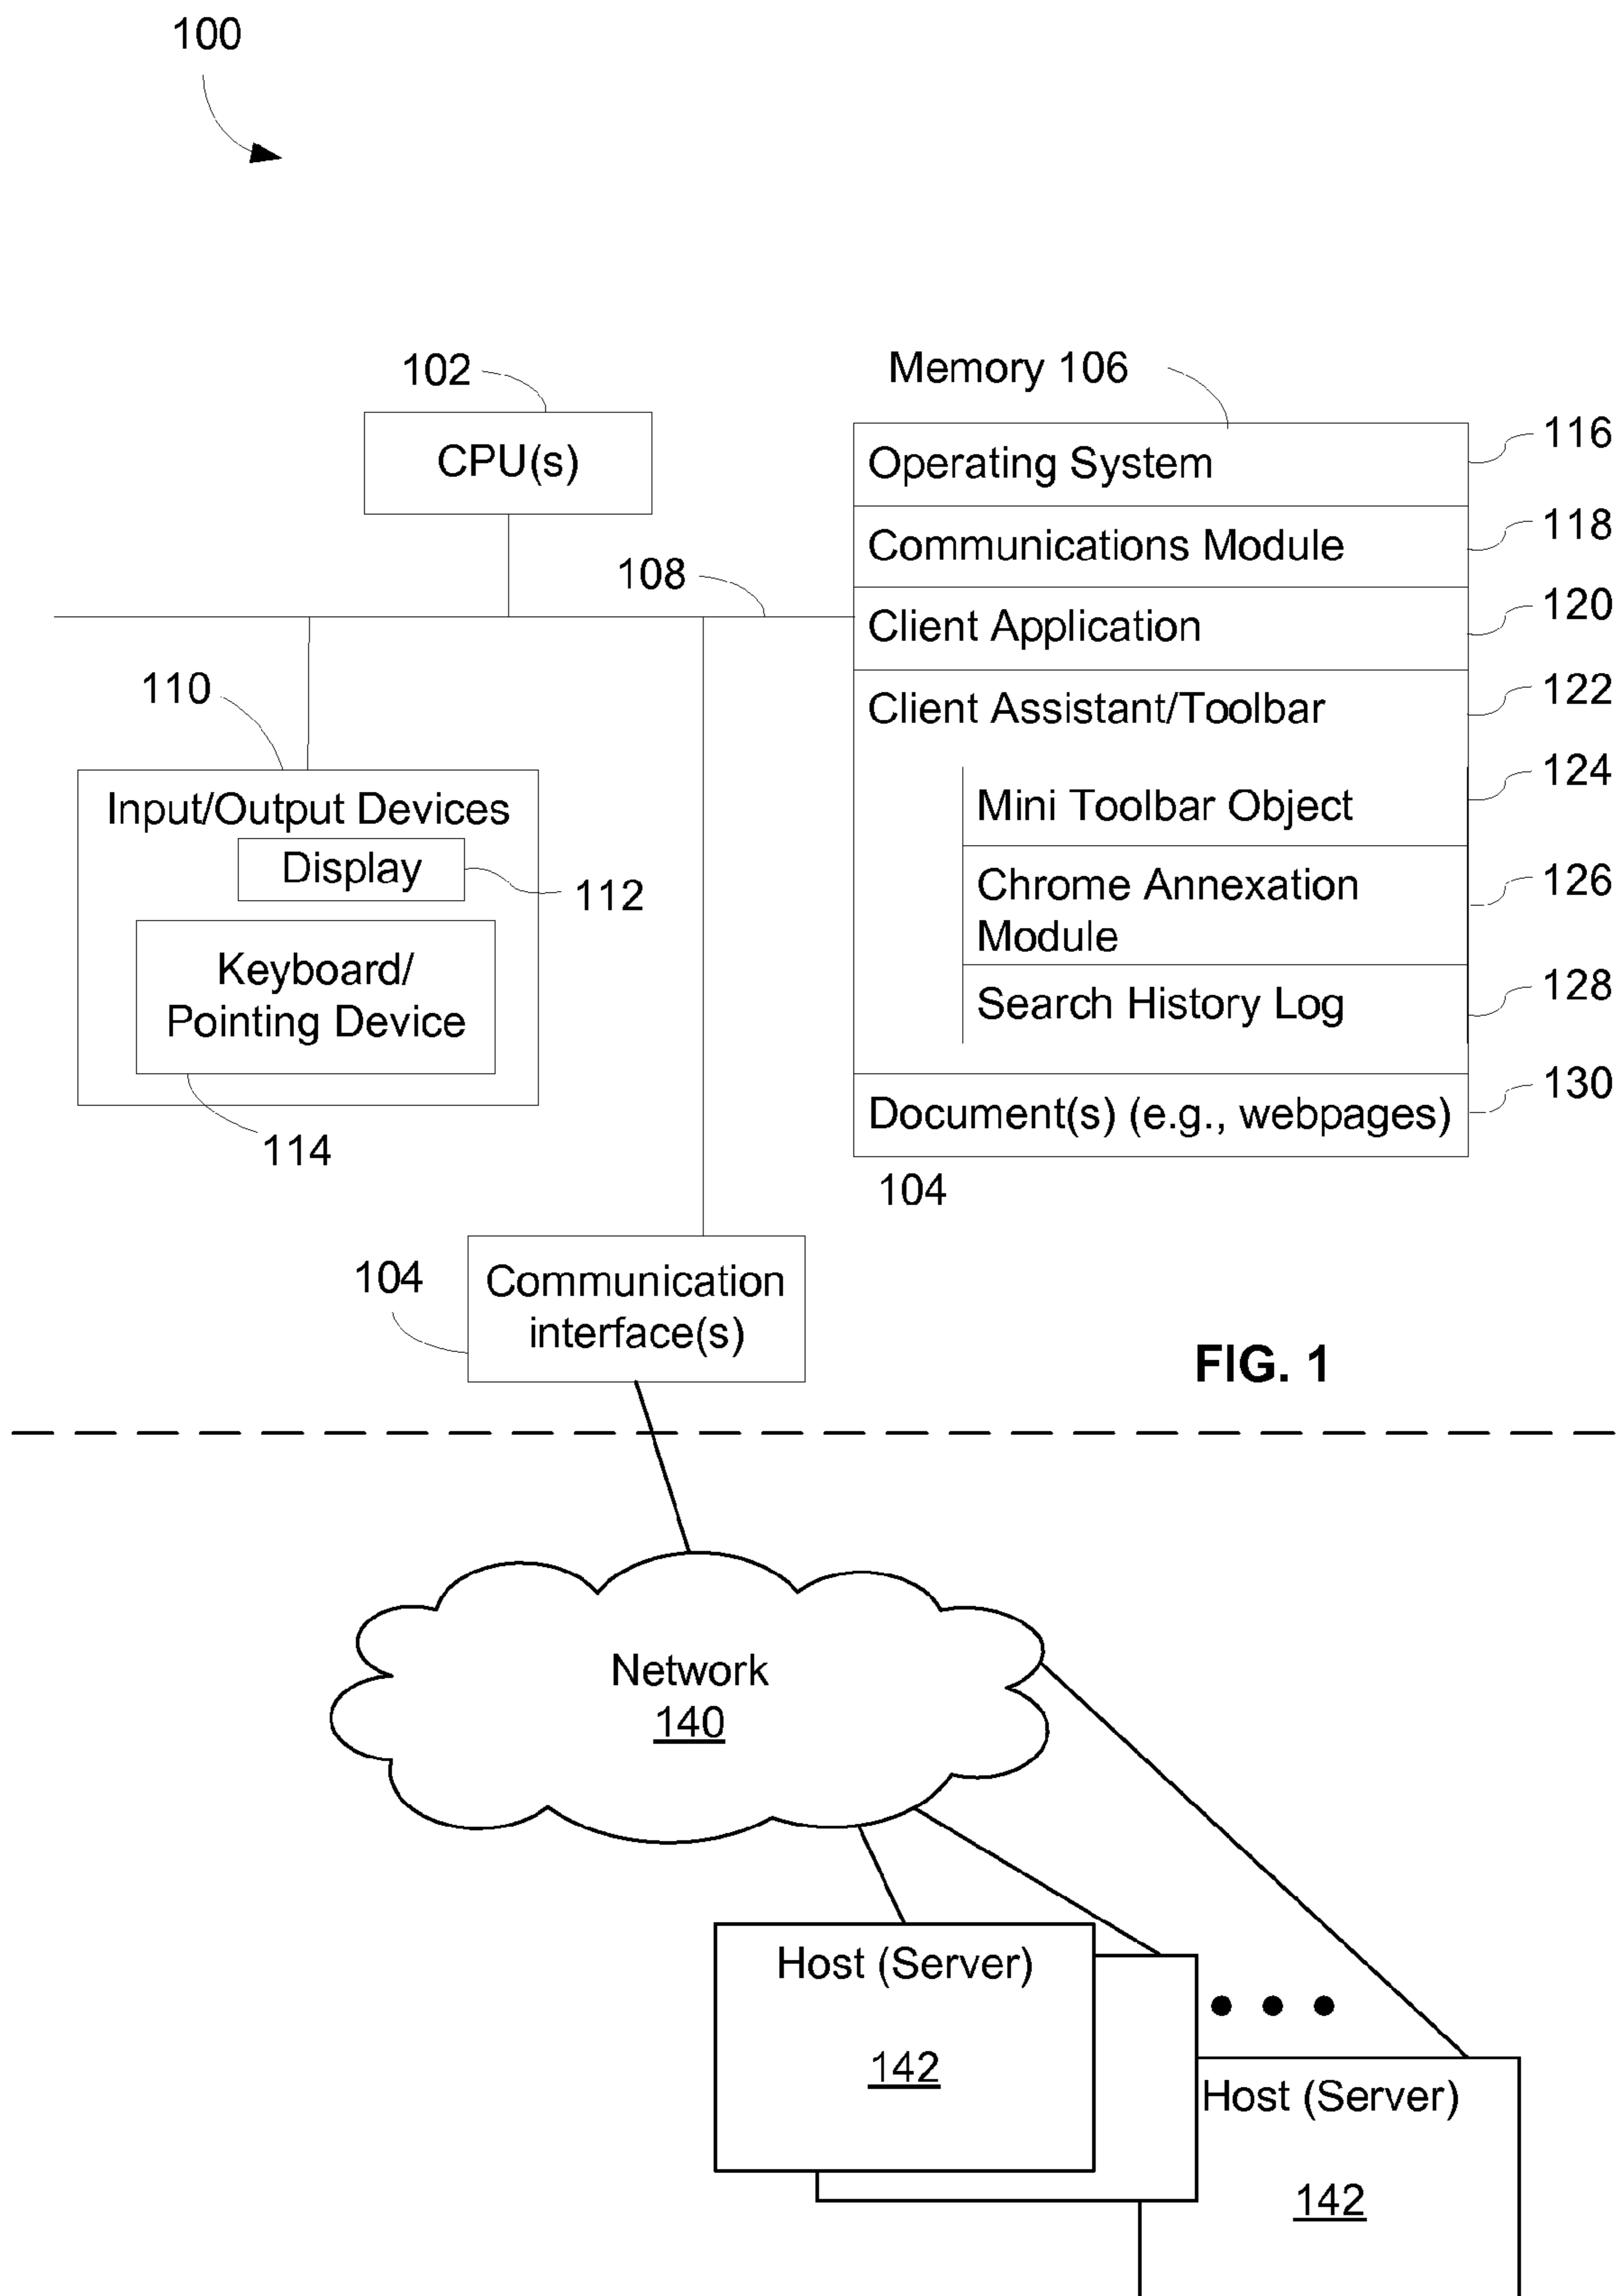 100
102
CPU(s)
108
Memory 106
Operating System
116
Communications Module
118
Client Application
120
Client Assistant/Toolbar
122
Mini Toolbar Object
124
Chrome Annexation
Module
126
Search History Log
128
Document(s) (e.g., webpages)
130
104
110
Input/Output Devices
Display
112
Keyboard/
Pointing Device
114
104
Communication
interface(s)
FIG. 1
Network
140
Host (Server)
142
Host (Server)
142